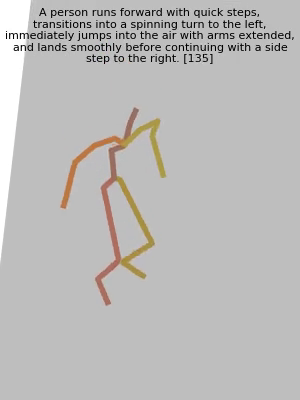 A person runs forward with quick steps,
transitions into a spinning turn to the left,
immediately jumps into the air with arms extended,
and lands smoothly before continuing with a side
step to the right. [135]